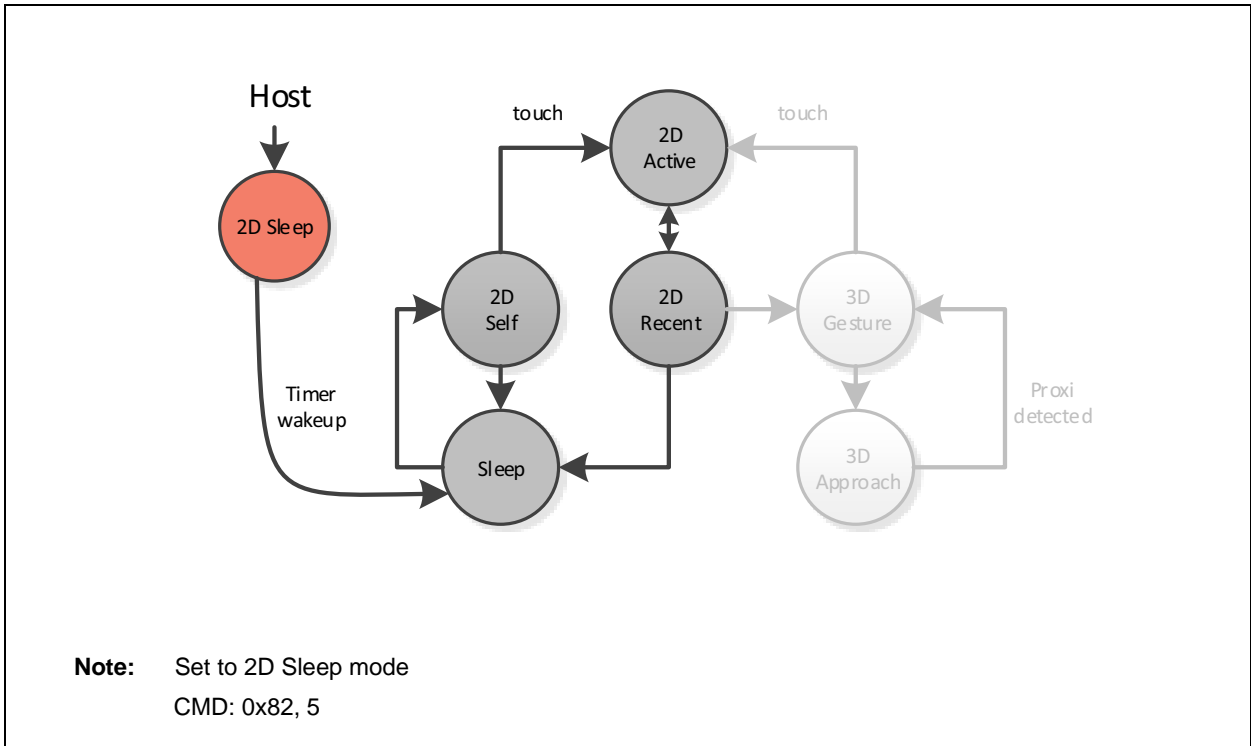 Host
touch
touch
2D
Active
2D Sleep
2D
Self
2D
Recent
3D
Gesture
Timer
wakeup
Proxi
detected
Sleep
3D
Approach
Note: Set to 2D Sleep mode
CMD: 0x82, 5